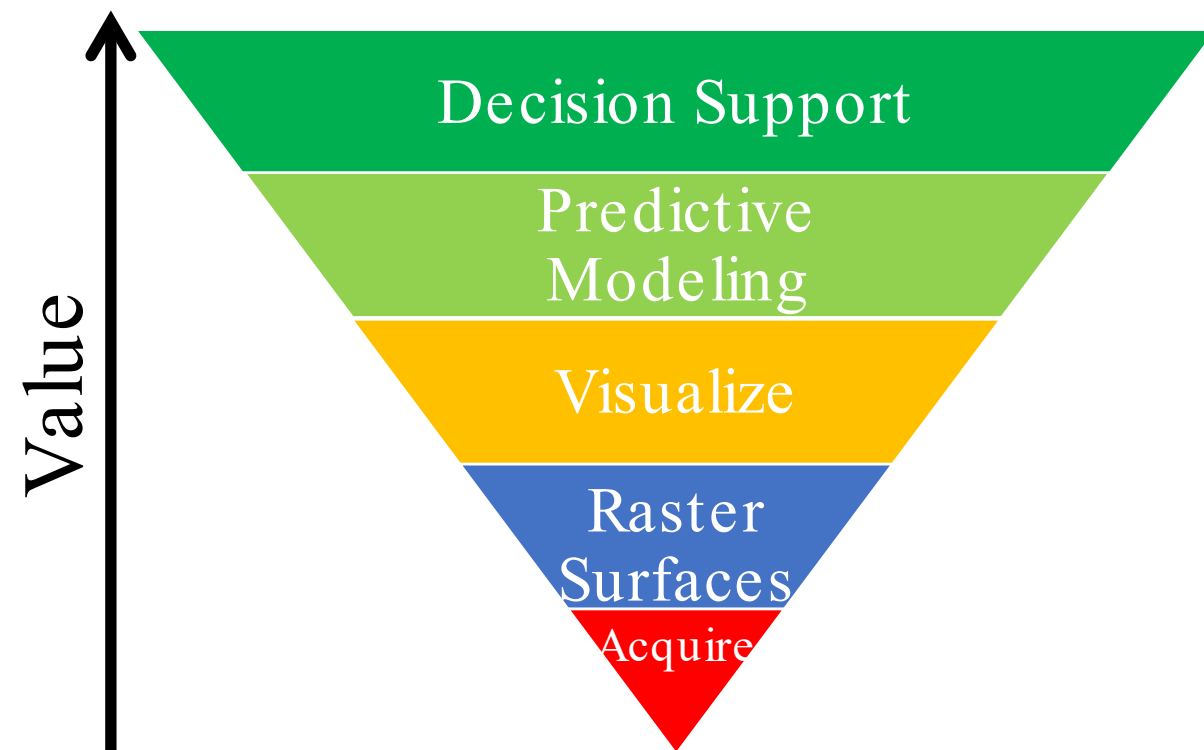 Decision Support
Predictive
Modeling
Visualize
Raster
Surfaces
Acquire
Value